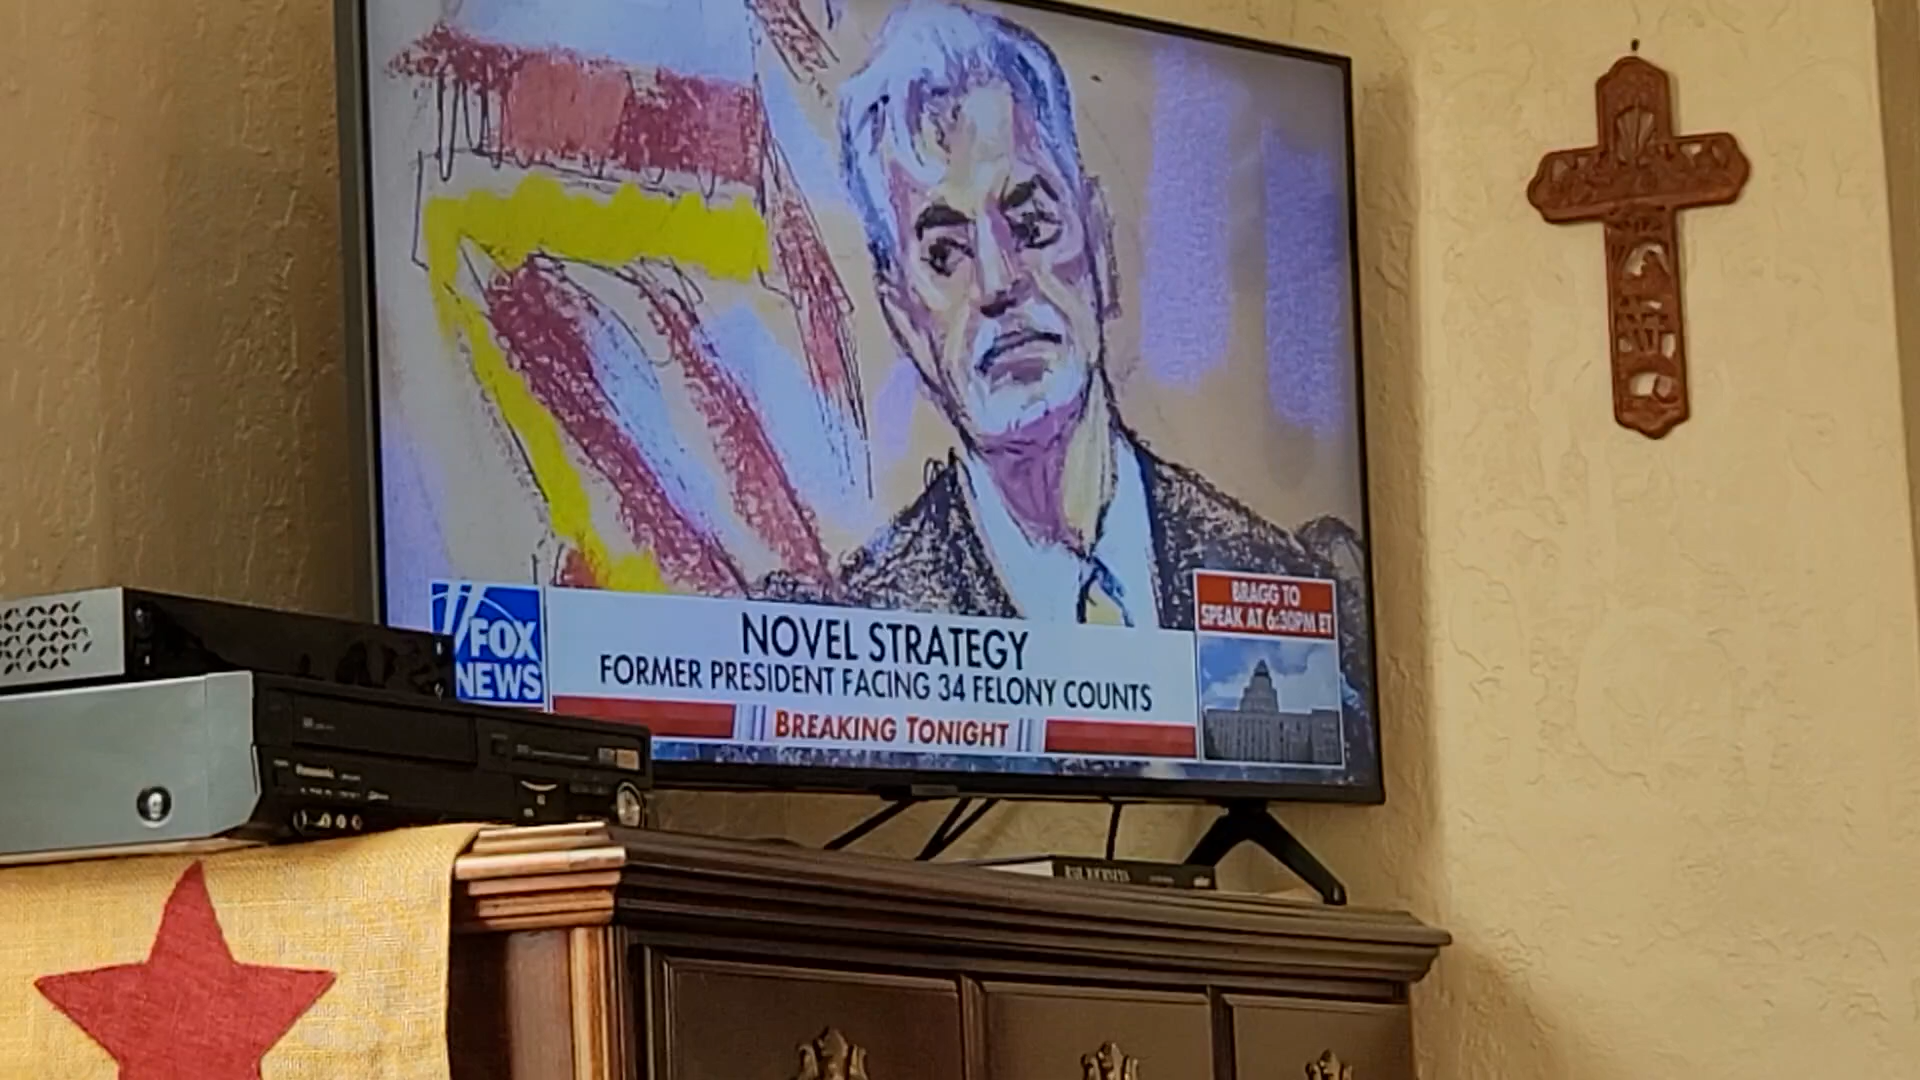 BRAGG TO
SPEAK AT 6:30PM ET
FOX
NEWS
NOVEL STRATEGY
FORMER PRESIDENT FACING 34 FELONY COUNTS
BREAKING TONIGHT
Panasonic